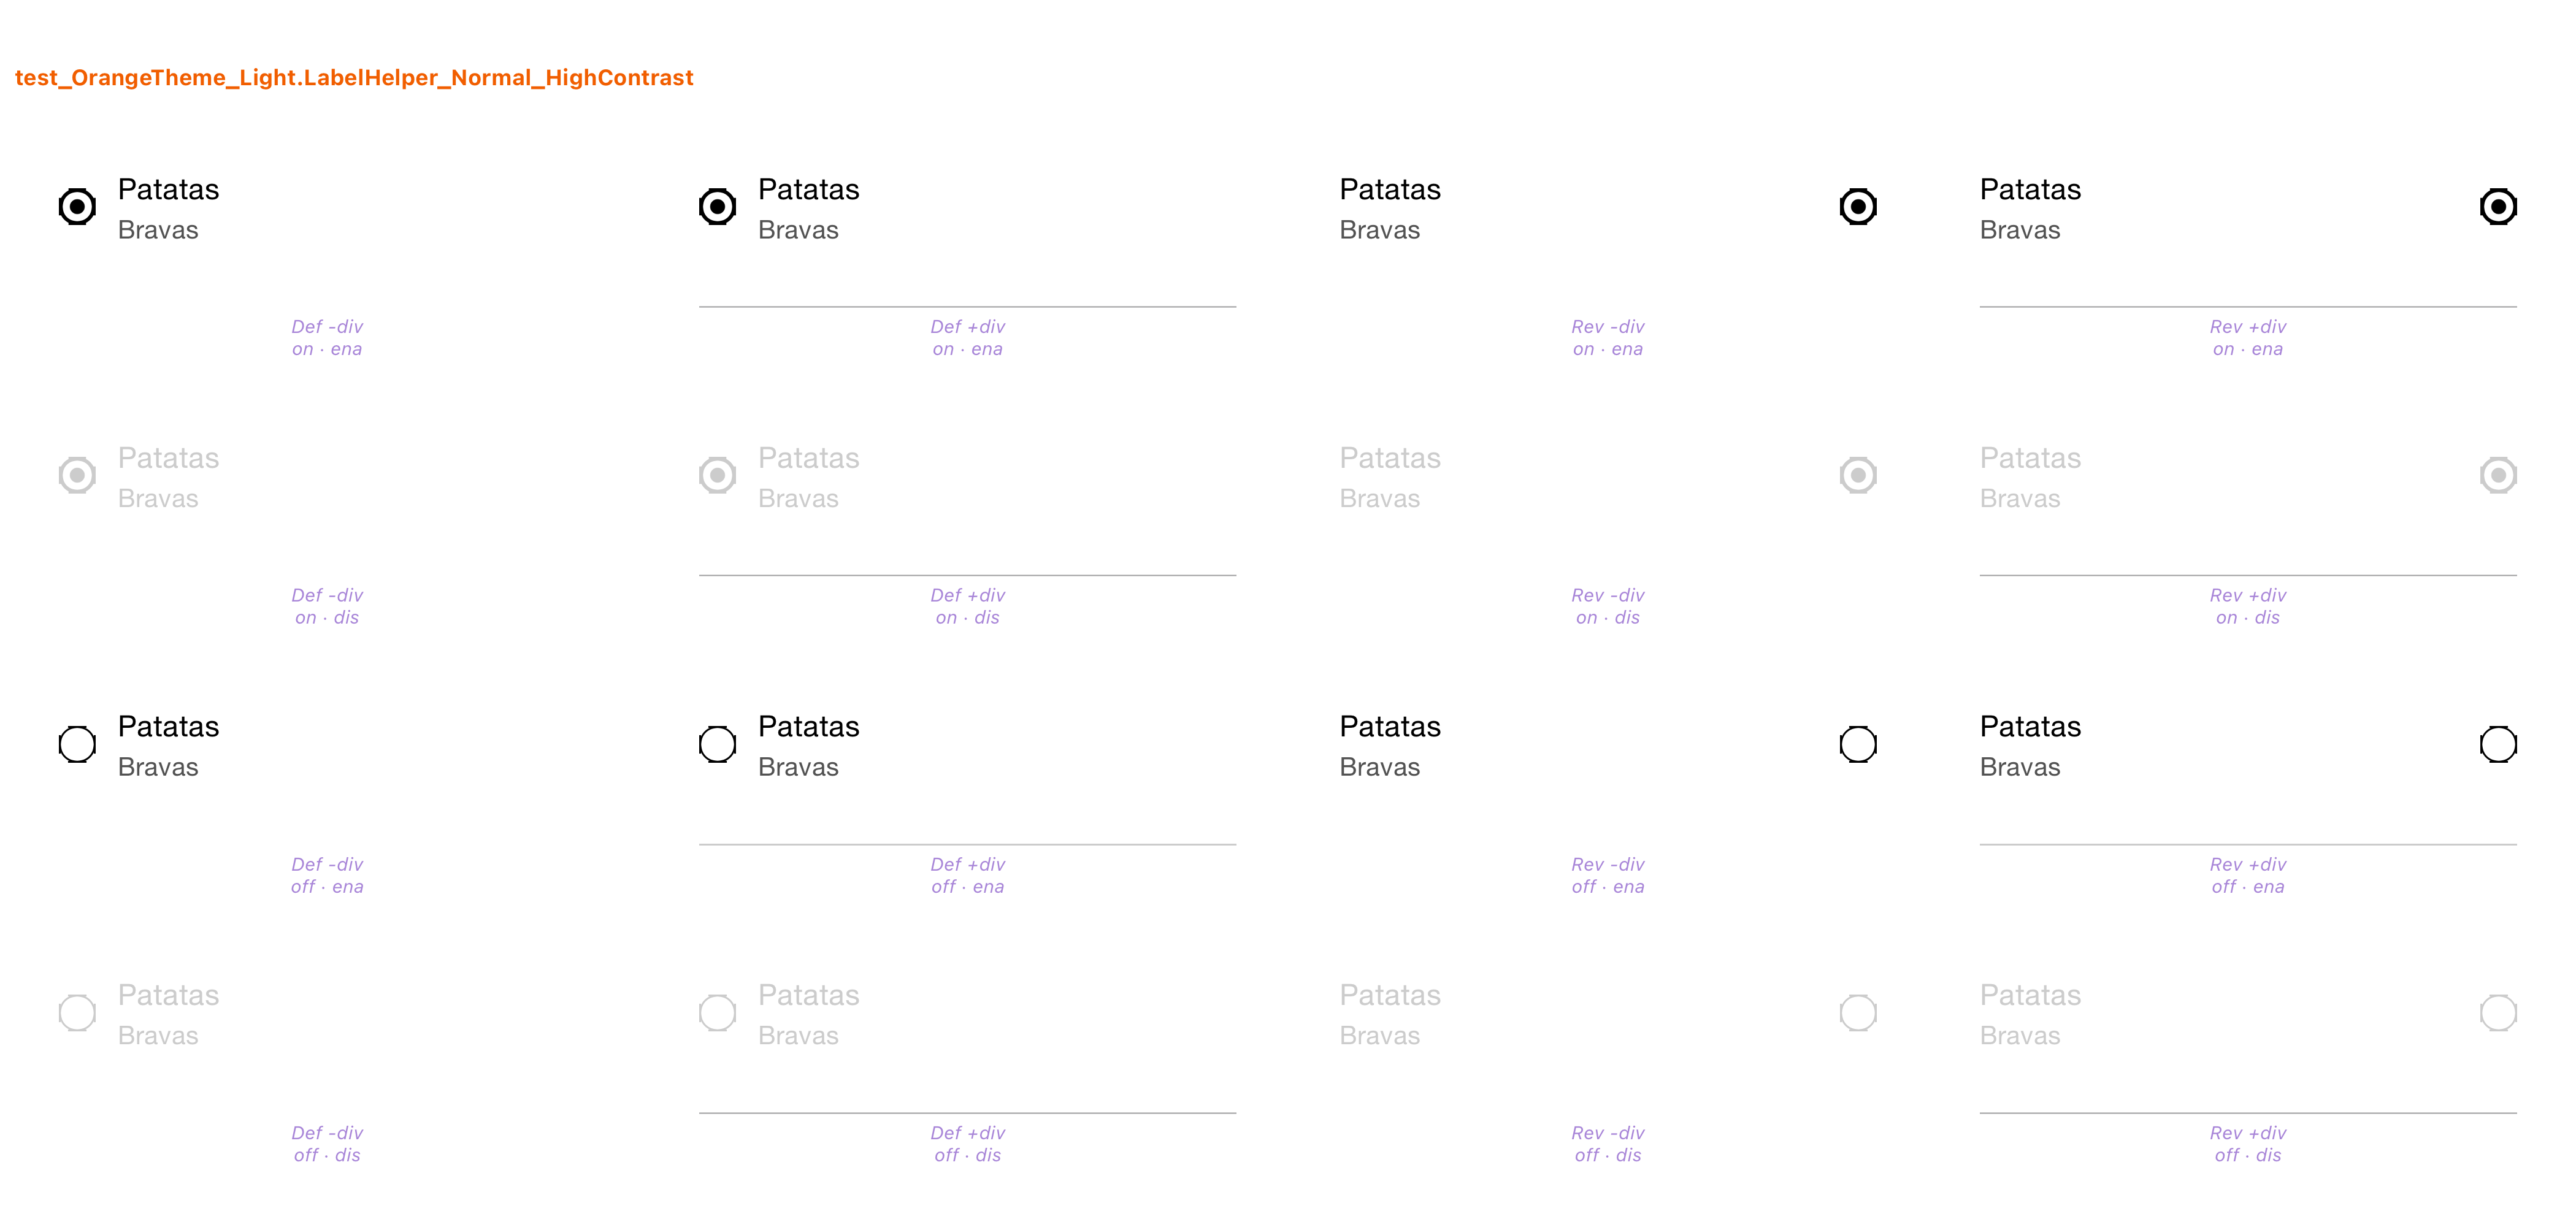 test_OrangeTheme_Light.LabelHelper_Normal_HighContrast
Patatas
Bravas
Def -div
on · ena
Patatas
Bravas
Def +div
on · ena
Patatas
Bravas
Rev -div
on · ena
Patatas
Bravas
Rev +div
on · ena
Patatas
Bravas
Def -div
on · dis
Patatas
Bravas
Def +div
on · dis
Patatas
Bravas
Rev -div
on · dis
Patatas
Bravas
Rev +div
on · dis
Patatas
Bravas
Def -div
off · ena
Patatas
Bravas
Def +div
off · ena
Patatas
Bravas
Rev -div
off · ena
Patatas
Bravas
Rev +div
off · ena
Patatas
Bravas
Def -div
off · dis
Patatas
Bravas
Def +div
off · dis
Patatas
Bravas
Rev -div
off · dis
Patatas
Bravas
Rev +div
off · dis